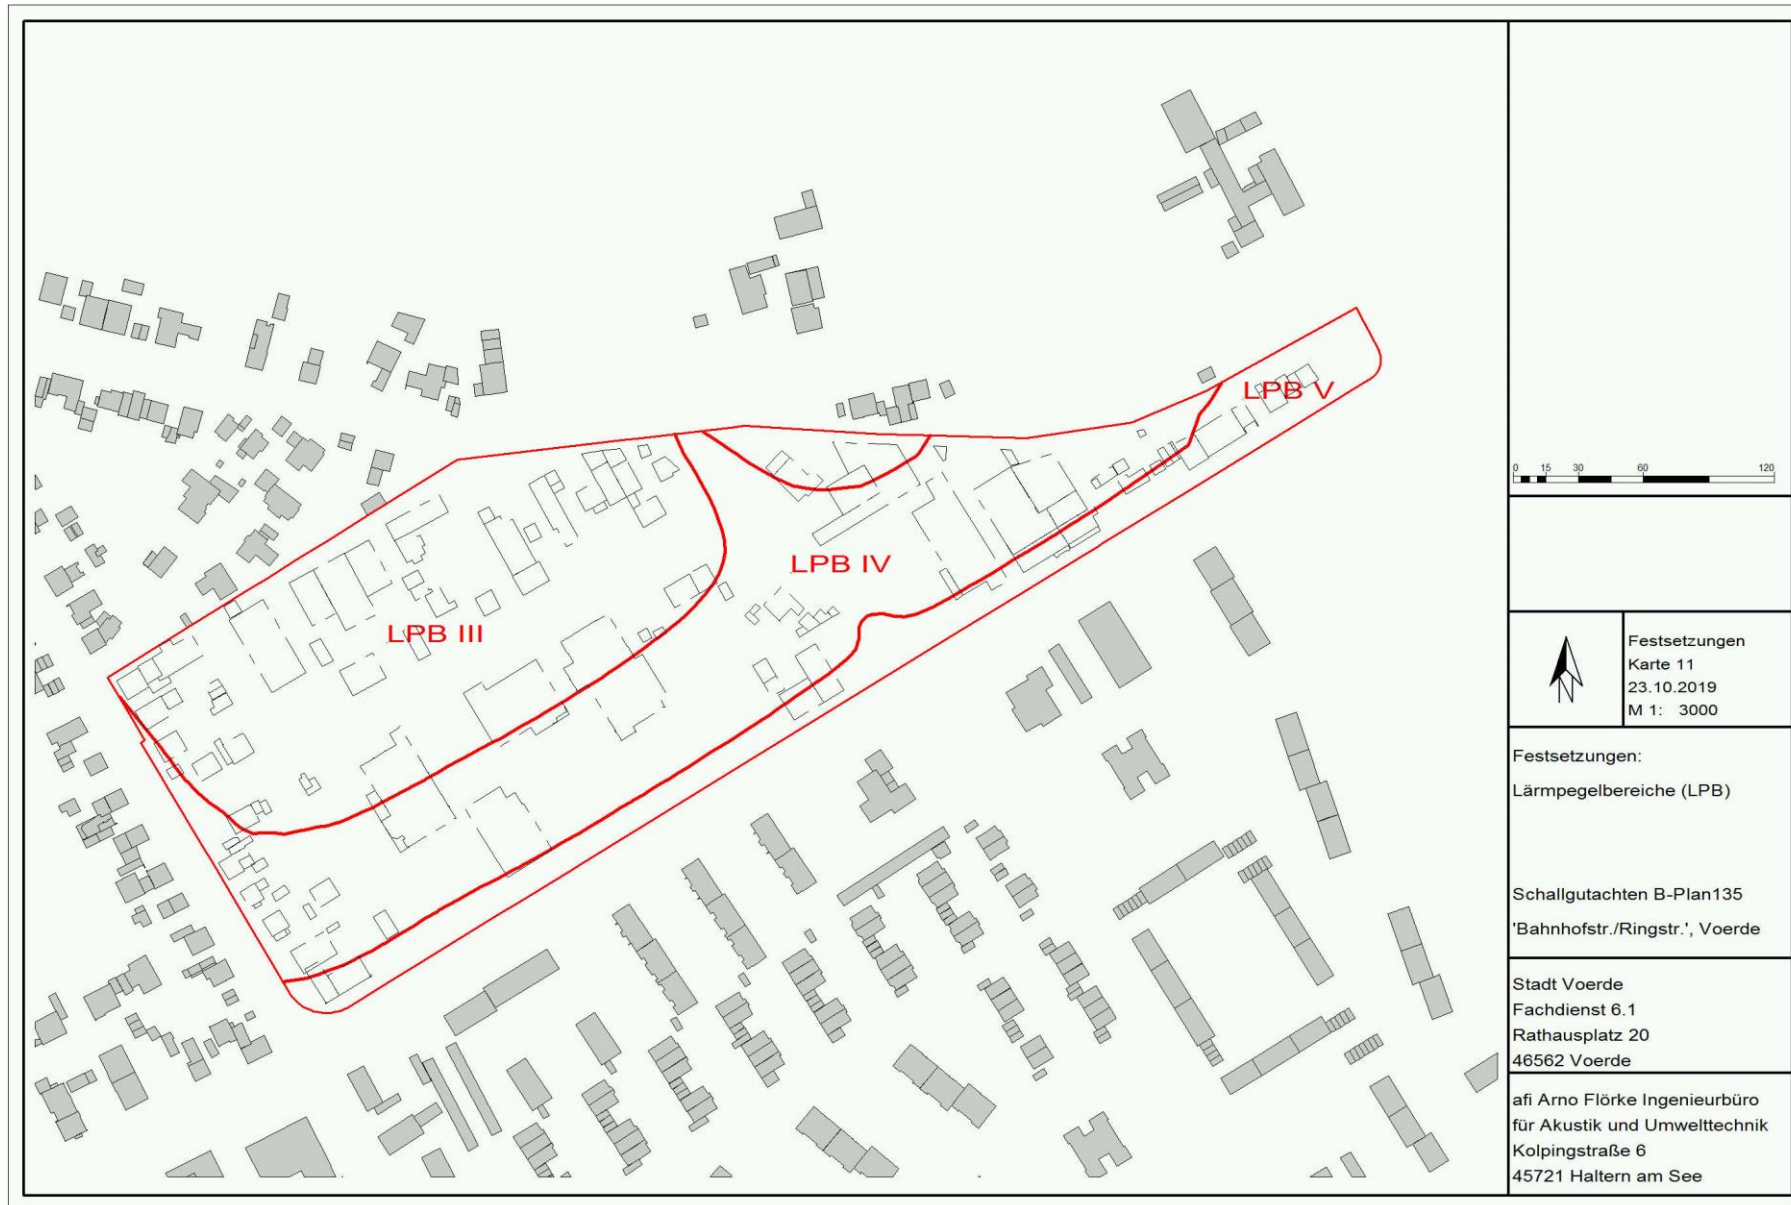 LPB V
LPB IV
LPB III
0 15 30 60 120
Festsetzungen
Karte 11
23.10.2019
M 1: 3000
Festsetzungen:
Lärmpegelbereiche (LPB)
Schallgutachten B-Plan135
'Bahnhofstr./Ringstr.', Voerde
Stadt Voerde
Fachdienst 6.1
Rathausplatz 20
46562 Voerde
afi Arno Flörke Ingenieurbüro
für Akustik und Umwelttechnik
Kolpingstraße 6
45721 Haltern am See